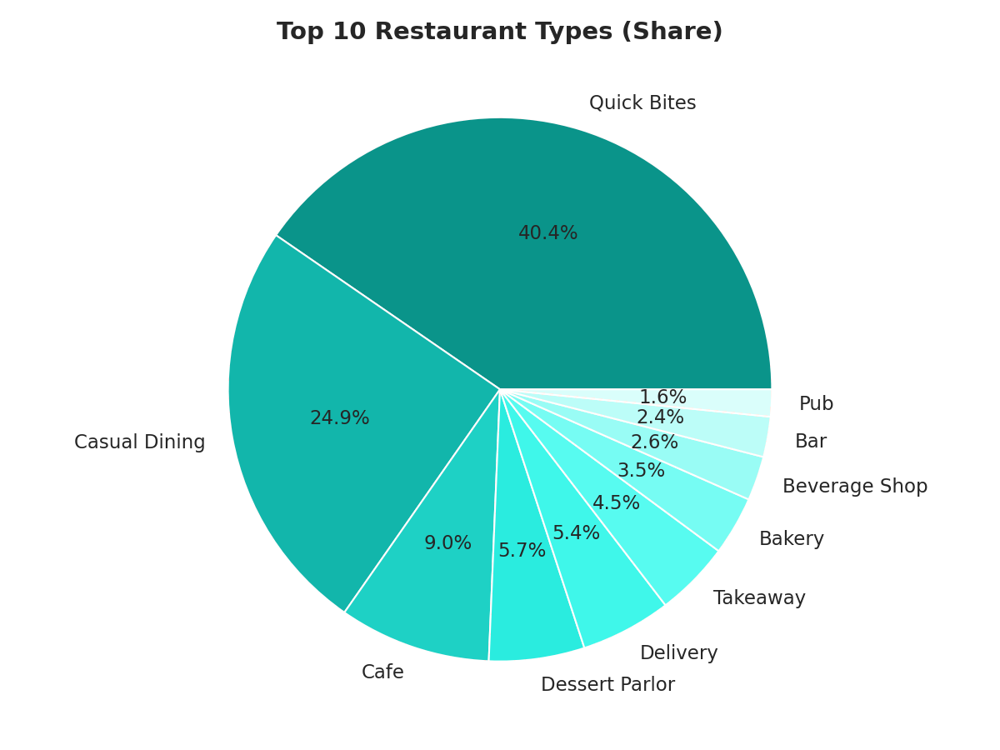 Top 10 Restaurant Types (Share)
Quick Bites
40.4%
Casual Dining
24.9%
Cafe
9.0%
Dessert Parlor
5.7%
Delivery
5.4%
Takeaway
4.5%
Bakery
3.5%
Beverage Shop
2.6%
Bar
2.4%
Pub
1.6%